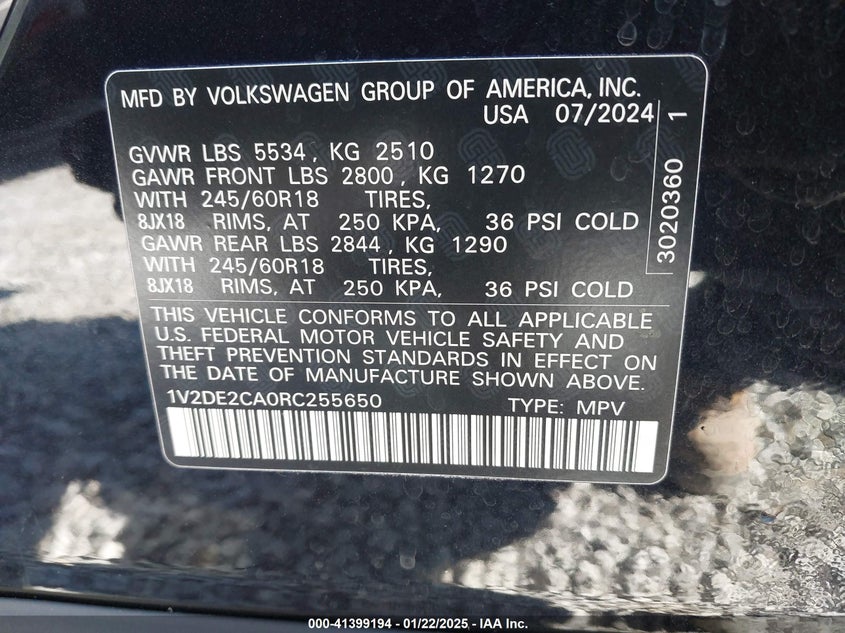 MFD BY VOLKSWAGEN GROUP OF AMERICA, INC.
USA 07/2024
GVWR LBS 5534, KG 2510
GAWR FRONT LBS 2800, KG 1270
WITH 245/60R18 TIRES,
8JX18 RIMS, AT 250 KPA, 36 PSI COLD
GAWR REAR LBS 2844, KG 1290
WITH 245/60R18 TIRES,
8JX18 RIMS, AT 250 KPA, 36 PSI COLD
3020360 1
THIS VEHICLE CONFORMS TO ALL APPLICABLE
U.S. FEDERAL MOTOR VEHICLE SAFETY AND
THEFT PREVENTION STANDARDS IN EFFECT ON
THE DATE OF MANUFACTURE SHOWN ABOVE.
1V2DE2CA0RC255650 TYPE: MPV
000-41399194 - 01/22/2025 - IAA Inc.